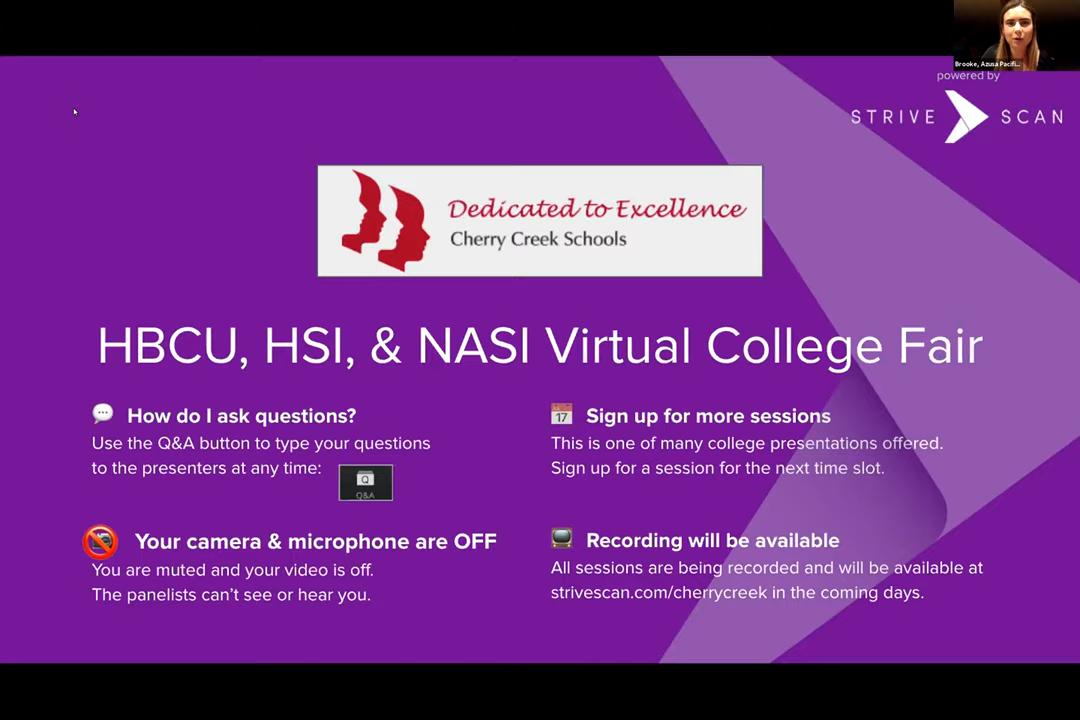 Brooke, Azusa Pacifi...
powered by
STRIVE SCAN
Dedicated to Excellence
Cherry Creek Schools
HBCU, HSI, & NASI Virtual College Fair
How do I ask questions?
Use the Q&A button to type your questions
to the presenters at any time:
Q
Q&A
17
Sign up for more sessions
This is one of many college presentations offered.
Sign up for a session for the next time slot.
Your camera & microphone are OFF
You are muted and your video is off.
The panelists can’t see or hear you.
Recording will be available
All sessions are being recorded and will be available at
strivescan.com/cherrycreek in the coming days.